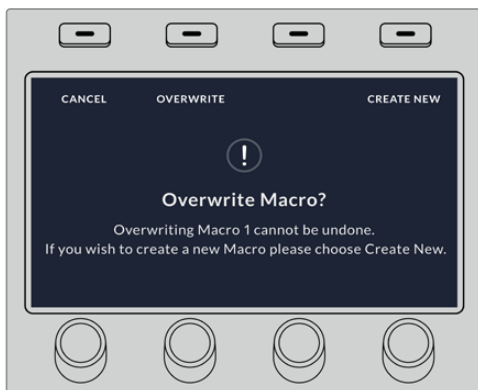 CANCEL OVERWRITE CREATE NEW
!
Overwrite Macro?
Overwriting Macro 1 cannot be undone.
If you wish to create a new Macro please choose Create New.